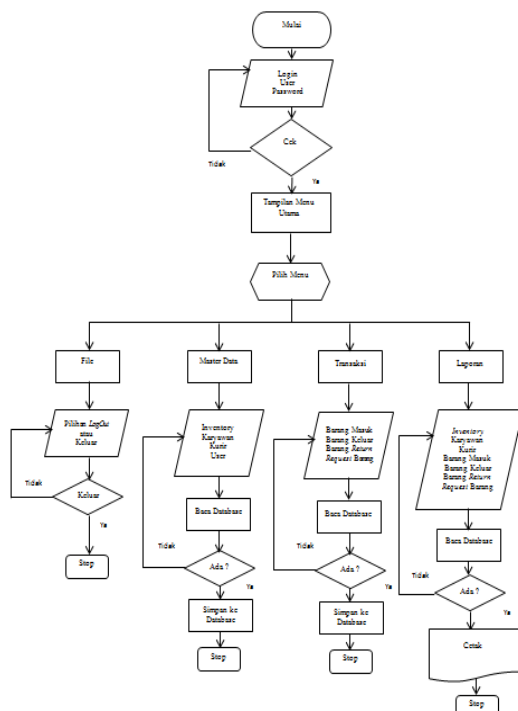 Mulai
Login
User
Password
Cek
Tidak
Ya
Tampilan Menu
Utama
Pilih Menu
File
Master Data
Transaksi
Laporan
Pilihan LogOut
atau
Keluar
Tidak
Keluar
Ya
Stop
Inventory
Karyawan
Kurir
User
Baca Database
Tidak
Ada ?
Ya
Simpan ke
Database
Stop
Barang Masuk
Barang Keluar
Barang Return
Request Barang
Baca Database
Tidak
Ada ?
Ya
Simpan ke
Database
Stop
Inventory
Karyawan
Kurir
Barang Masuk
Barang Keluar
Barang Return
Request Barang
Baca Database
Tidak
Ada ?
Ya
Cetak
Stop